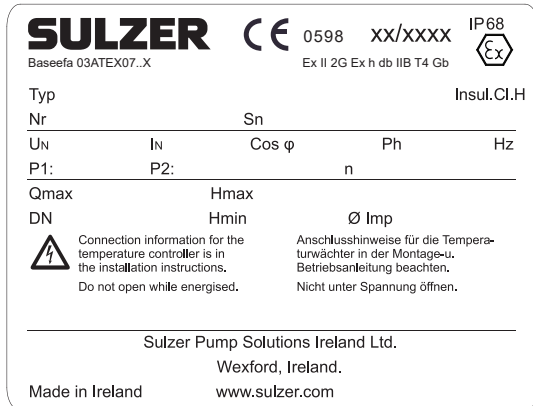 SULZER CE 0598 xx/xxxx IP68
Baseefa 03ATEX07..X Ex II 2G Ex h db IIB T4 Gb Ex
Typ Insul.Cl.H
Nr Sn
UN IN Cos φ Ph Hz
P1: P2: n
Qmax Hmax
DN Hmin Ø Imp
Connection information for the
temperature controller is in
the installation instructions.
Do not open while energised.
Anschlusshinweise für die Tempera-
turwächter in der Montage-u.
Betriebsanleitung beachten.
Nicht unter Spannung öffnen.
Sulzer Pump Solutions Ireland Ltd.
Wexford, Ireland.
Made in Ireland www.sulzer.com